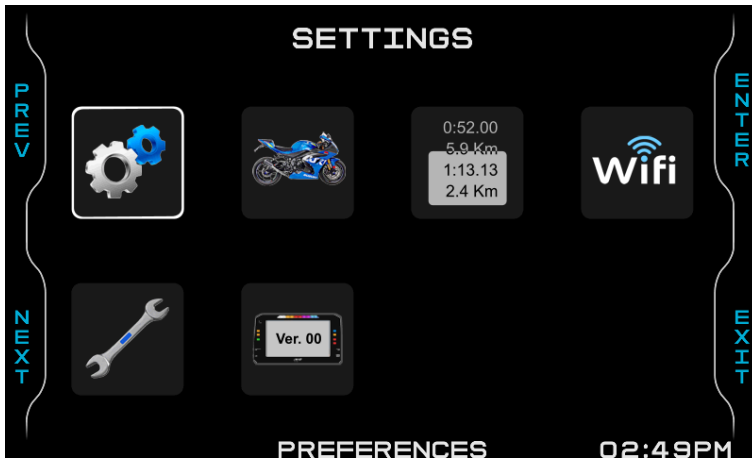 SETTINGS
PREV
ENTER
0:52.00
5.9 Km
1:13.13
2.4 Km
Wifi
NEXT
Ver. 00
EXIT
PREFERENCES
02:49PM